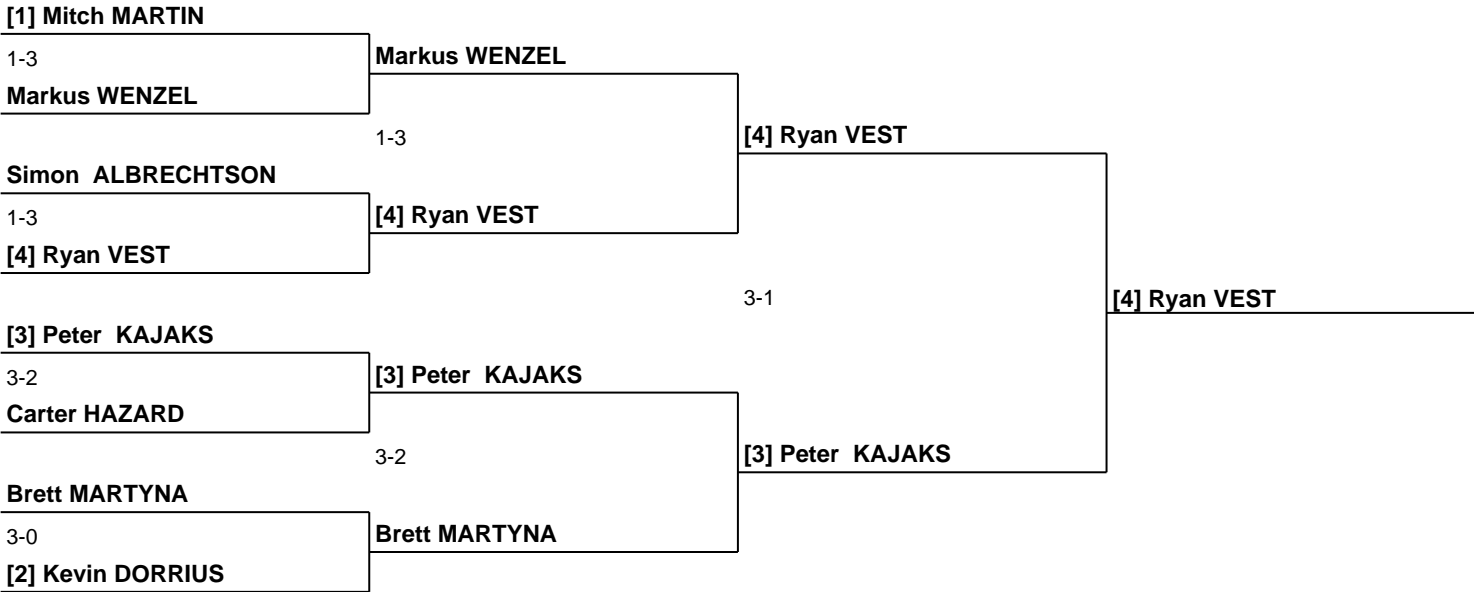 [1] Mitch MARTIN
1-3
Markus WENZEL
Markus WENZEL
1-3
[4] Ryan VEST
Simon  ALBRECHTSON
1-3
[4] Ryan VEST
[4] Ryan VEST
3-1
[4] Ryan VEST
[3] Peter  KAJAKS
3-2
[3] Peter  KAJAKS
Carter HAZARD
3-2
[3] Peter  KAJAKS
Brett MARTYNA
3-0
Brett MARTYNA
[2] Kevin DORRIUS